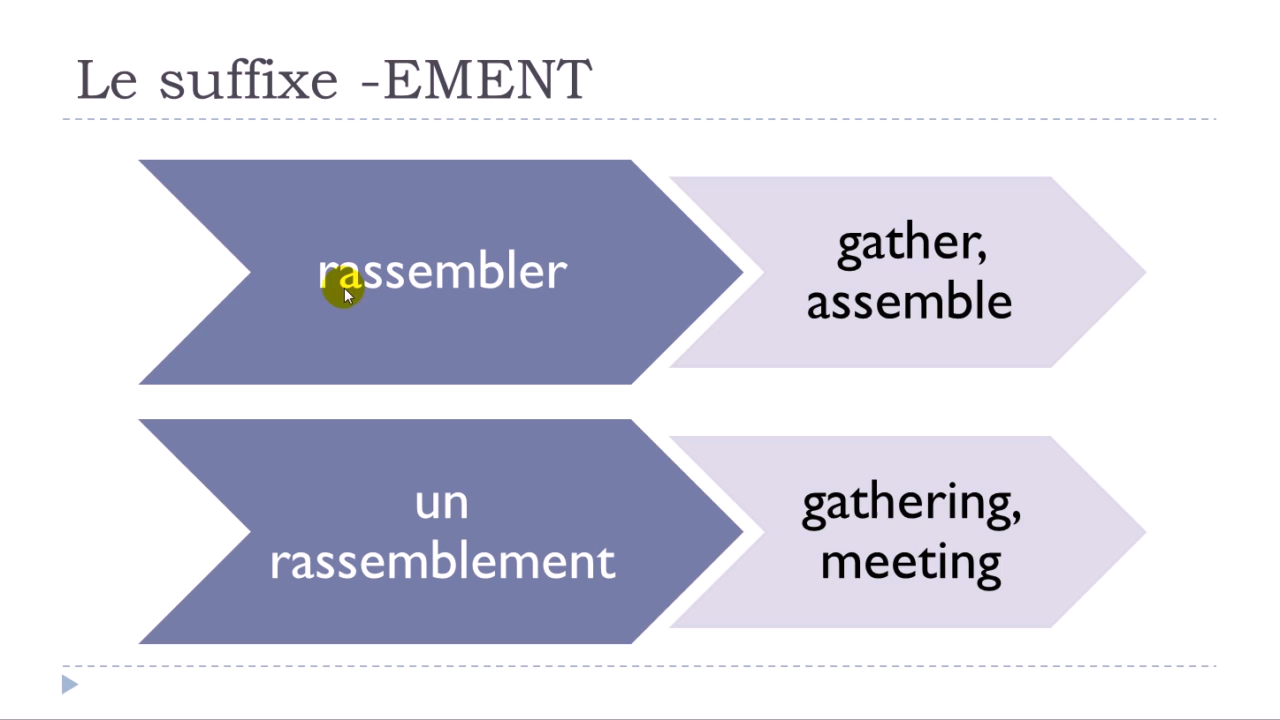 Le suffixe -EMENT
rassembler
gather,
assemble
un
rassemblement
gathering,
meeting